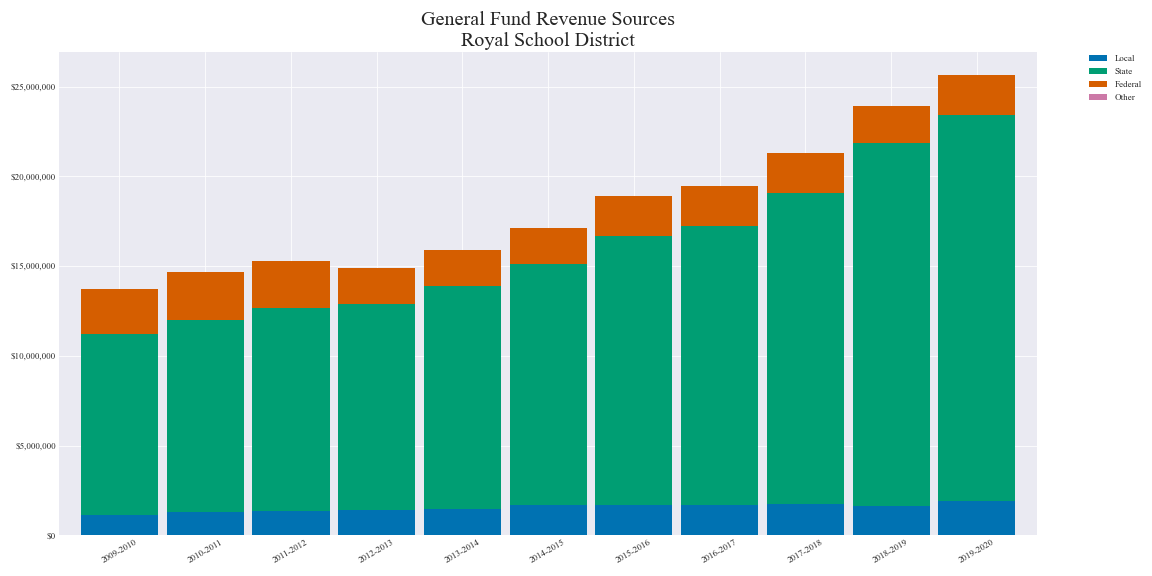 General Fund Revenue Sources
Royal School District
Local
State
Federal
Other
$25,000,000
$20,000,000
$15,000,000
$10,000,000
$5,000,000
$0
2009-2010
2010-2011
2011-2012
2012-2013
2013-2014
2014-2015
2015-2016
2016-2017
2017-2018
2018-2019
2019-2020